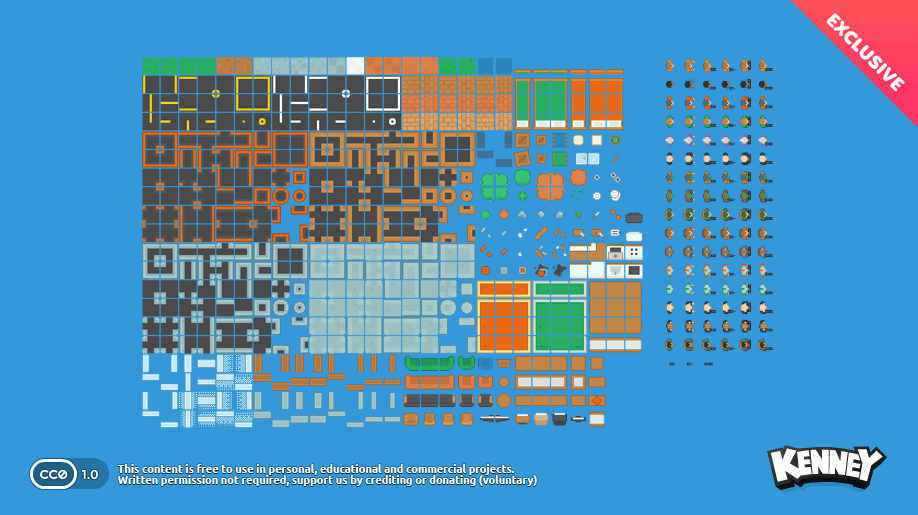 EXCLUSIVE
CC0 1.0
This content is free to use in personal, educational and commercial projects.
Written permission not required, support us by crediting or donating (voluntary)
KENNEY